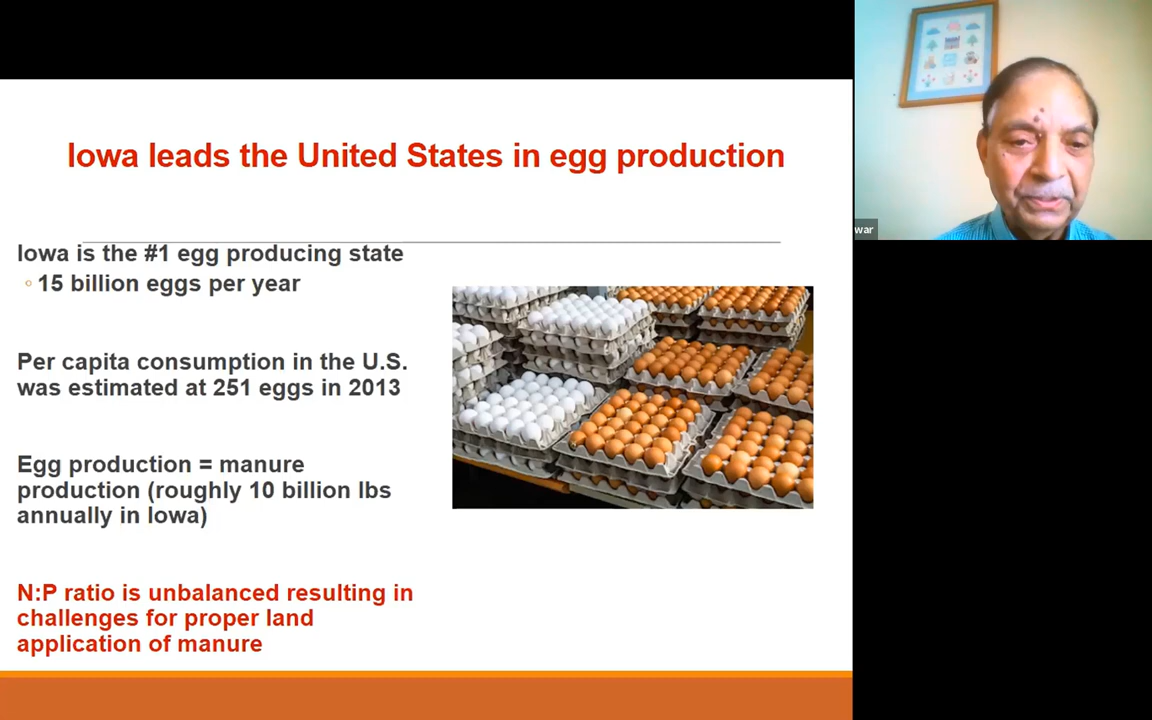 Iowa leads the United States in egg production
Iowa is the #1 egg producing state
◦ 15 billion eggs per year
Per capita consumption in the U.S.
was estimated at 251 eggs in 2013
Egg production = manure
production (roughly 10 billion lbs
annually in Iowa)
N:P ratio is unbalanced resulting in
challenges for proper land
application of manure
war